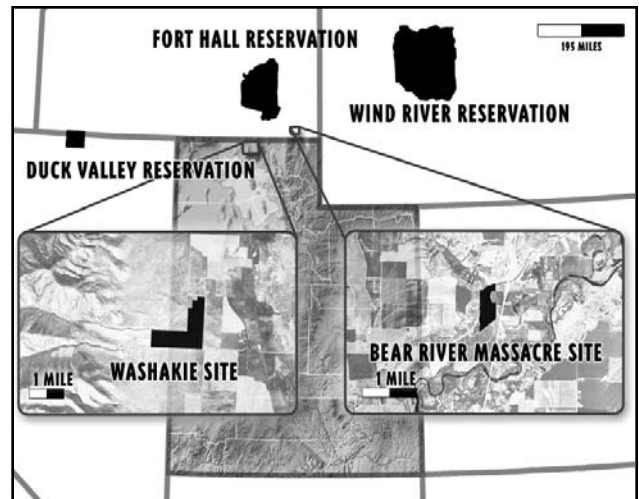 FORT HALL RESERVATION
195 MILES
WIND RIVER RESERVATION
DUCK VALLEY RESERVATION
WASHAKIE SITE
1 MILE
BEAR RIVER MASSACRE SITE
1 MILE